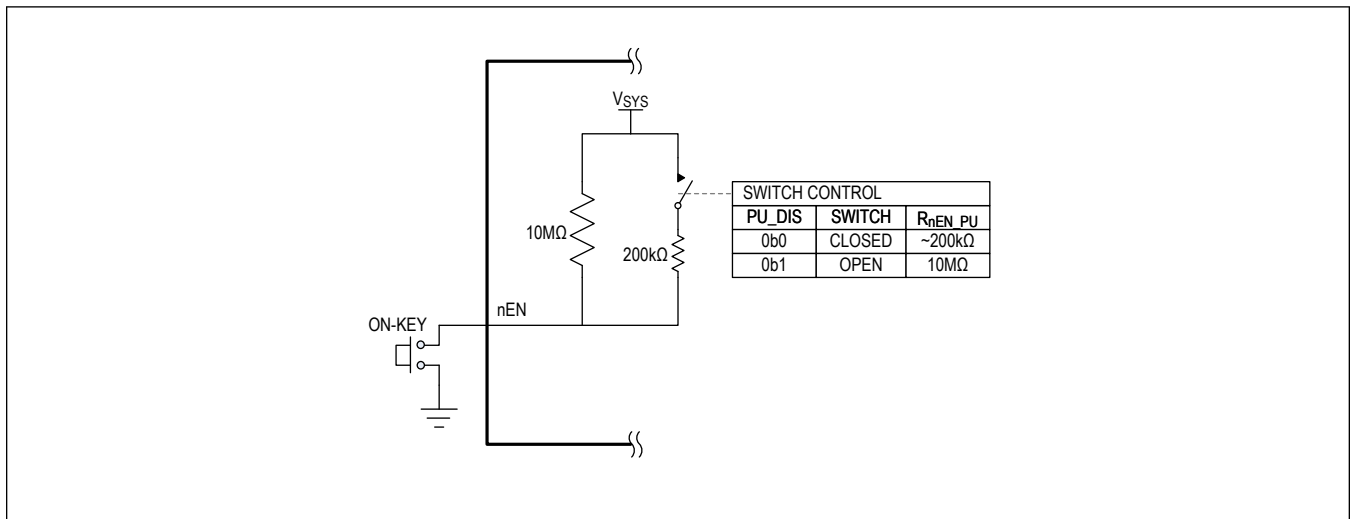 VSYS
10MΩ
200kΩ
SWITCH CONTROL
PU_DIS SWITCH RnEN_PU
0b0 CLOSED ~200kΩ
0b1 OPEN 10MΩ
nEN
ON-KEY